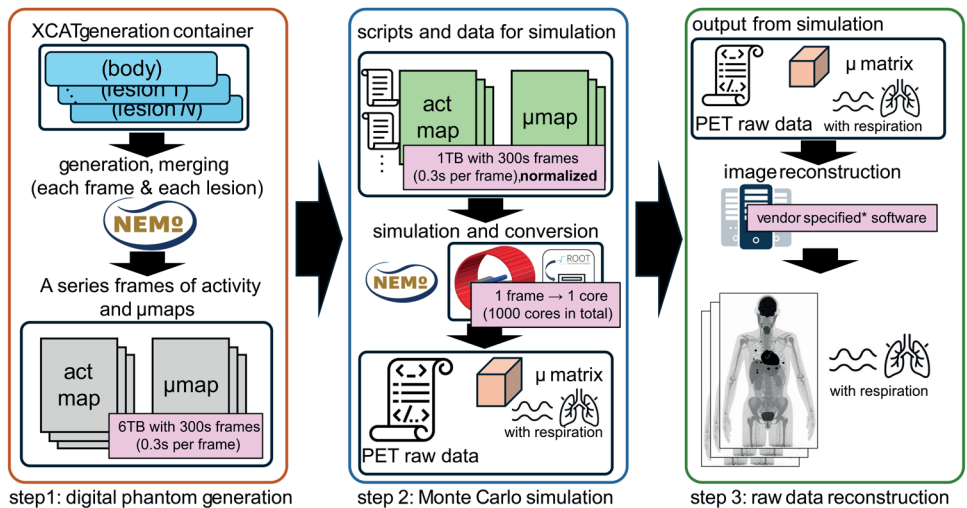 XCATgeneration container
(body)
(lesion 1)
(lesion N)
generation, merging
(each frame & each lesion)
NEMO
A series frames of activity
and μmaps
act
map
μmap
6TB with 300s frames
(0.3s per frame)
step1: digital phantom generation
scripts and data for simulation
act
map
μmap
1TB with 300s frames
(0.3s per frame),normalized
simulation and conversion
NEMO
ROOT
1 frame → 1 core
(1000 cores in total)
</..>
μ matrix
with respiration
PET raw data
step 2: Monte Carlo simulation
output from simulation
</..>
μ matrix
PET raw data
with respiration
image reconstruction
vendor specified* software
with respiration
step 3: raw data reconstruction